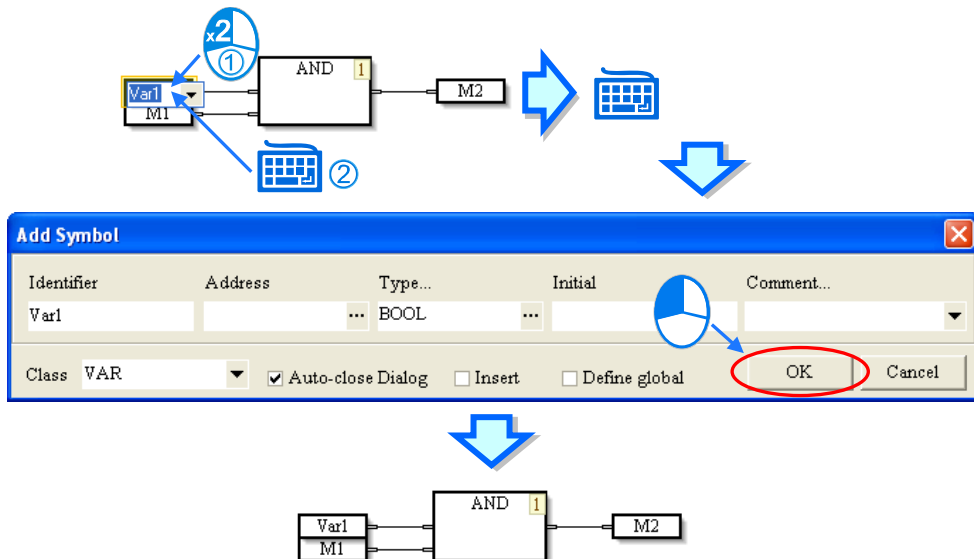 x2
①
AND 1
Var1
M2
M1
②
Add Symbol
Identifier Address Type... Initial Comment...
Var1 ... BOOL ...
Class VAR Auto-close Dialog Insert Define global OK Cancel
AND 1
Var1 M2
M1